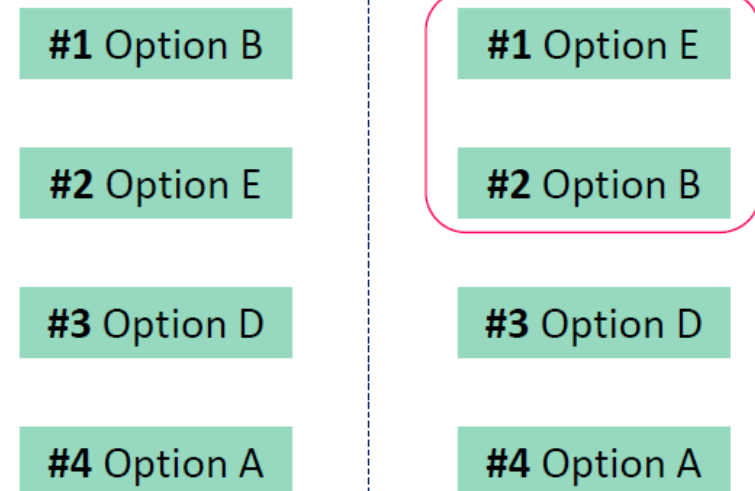 #1 Option B
#2 Option E
#3 Option D
#4 Option A
#1 Option E
#2 Option B
#3 Option D
#4 Option A